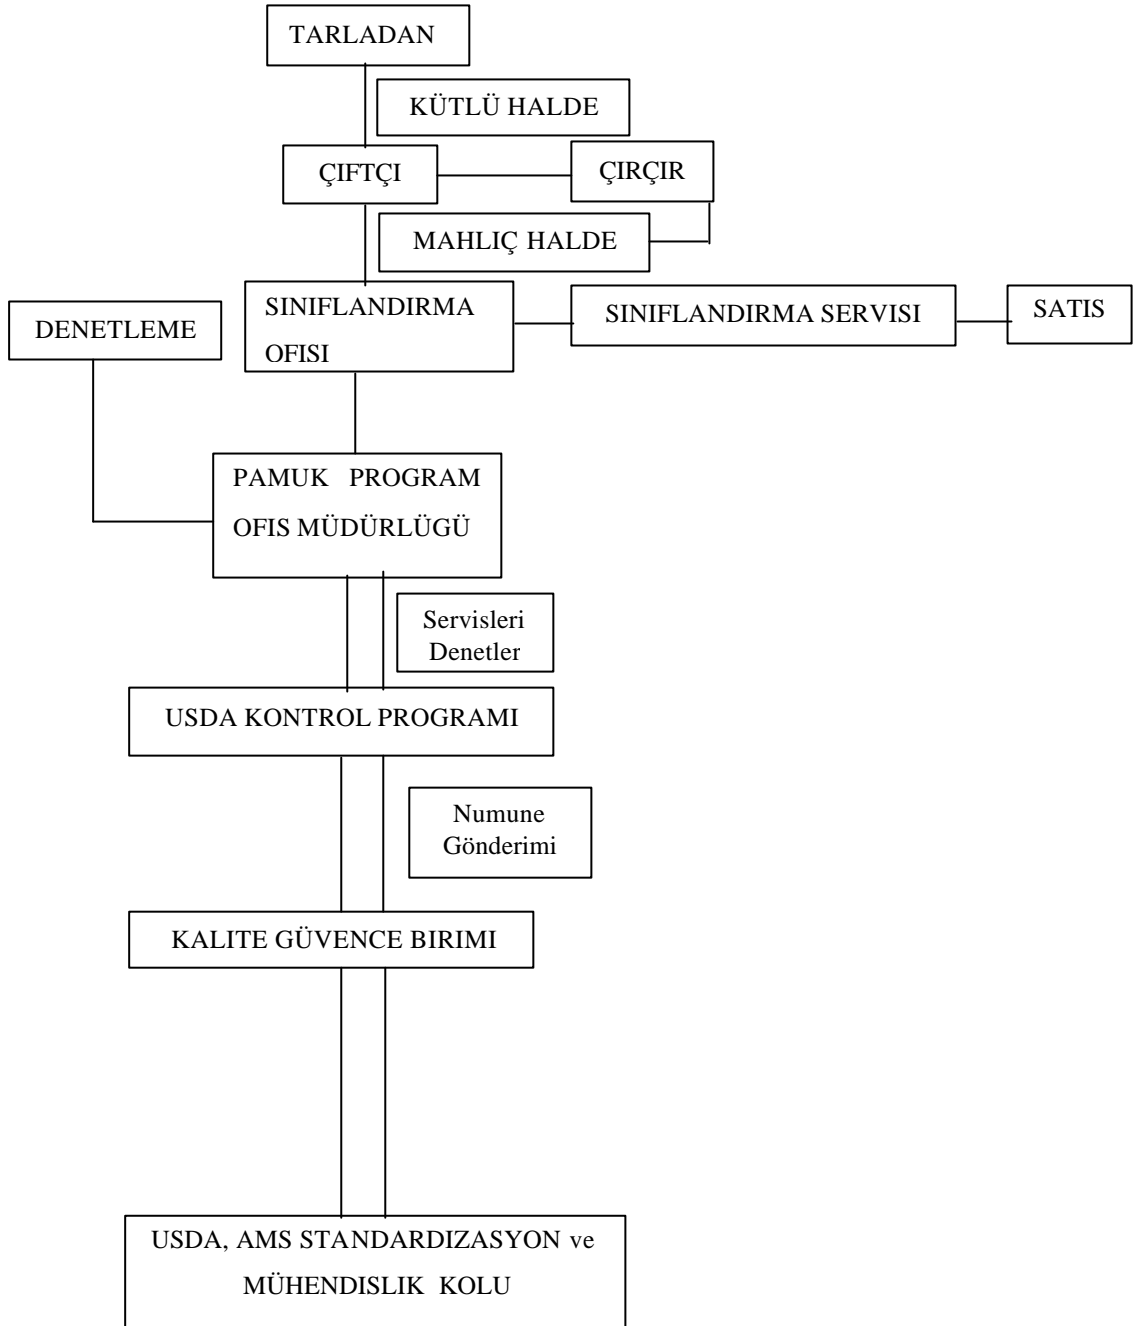 TARLADAN
KÜTLÜ HALDE
ÇIFTÇI
ÇIRÇIR
MAHLIÇ HALDE
SINIFLANDIRMA
OFISI
SINIFLANDIRMA SERVISI
SATIS
DENETLEME
PAMUK PROGRAM
OFIS MÜDÜRLÜGÜ
Servisleri
Denetler
USDA KONTROL PROGRAMI
Numune
Gönderimi
KALITE GÜVENCE BIRIMI
USDA, AMS STANDARDIZASYON ve
MÜHENDISLIK KOLU